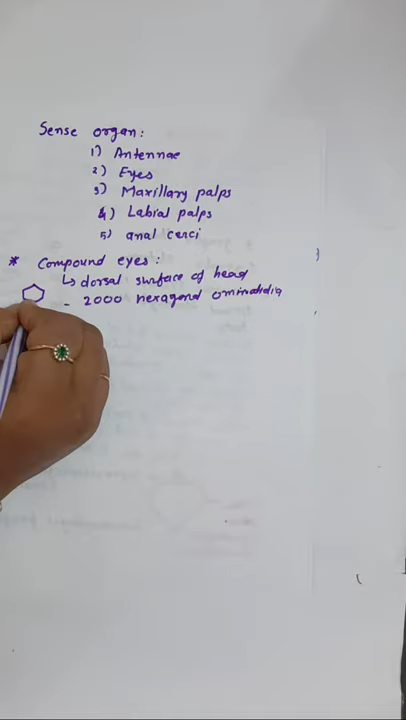 Sense organ:
1) Antennae
2) Eyes
3) Maxillary palps
4) Labial palps
5) anal cerci
* Compound eyes:
↳ dorsal surface of head
- 2000 hexagonal ommatidia